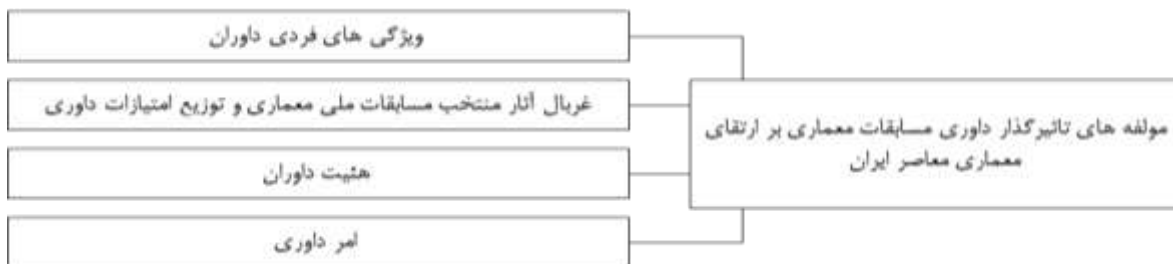 مولفه های تاثیرگذار داوری مسابقات معماری بر ارتقای
معماری معاصر ایران
ویژگی های فردی داوران
غربال آثار منتخب مسابقات ملی معماری و توزیع امتیازات داوری
هئیت داوران
امر داوری